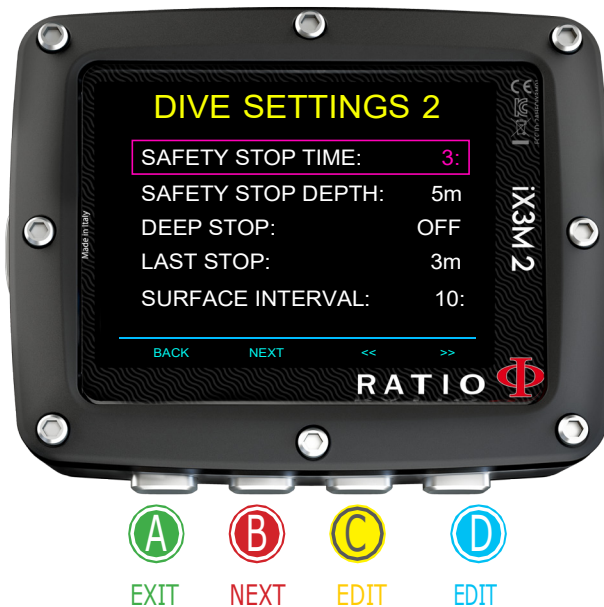 DIVE SETTINGS 2
SAFETY STOP TIME: 3:
SAFETY STOP DEPTH: 5m
DEEP STOP: OFF
LAST STOP: 3m
SURFACE INTERVAL: 10:
BACK NEXT << >>
Made in Italy
iX3M 2
CE
RATIO
A B C D
EXIT NEXT EDIT EDIT